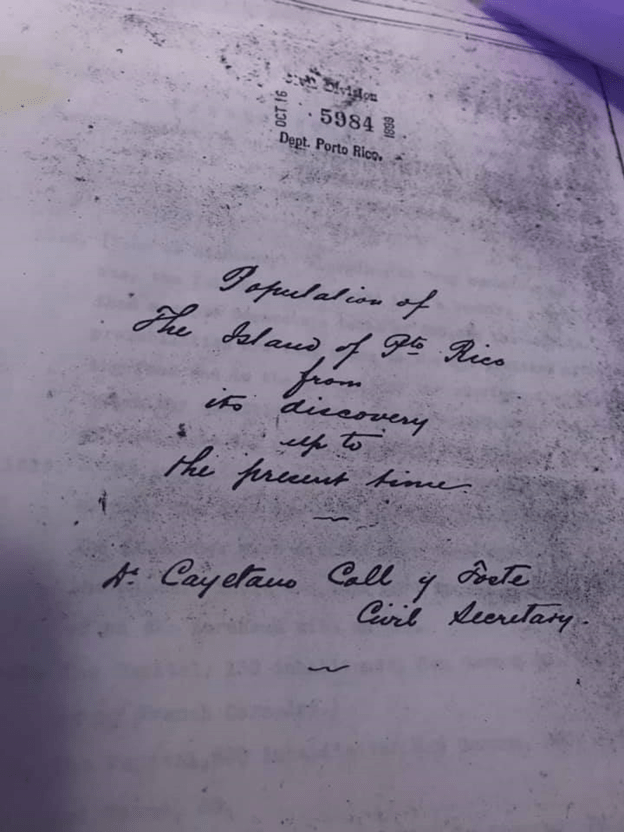 Division
OCT 16 5984 1899
Dept. Porto Rico.
Population of
The Island of Pto Rico
from
its discovery
up to
the present time.
Dr. Cayetano Coll y Toste
Civil Secretary.